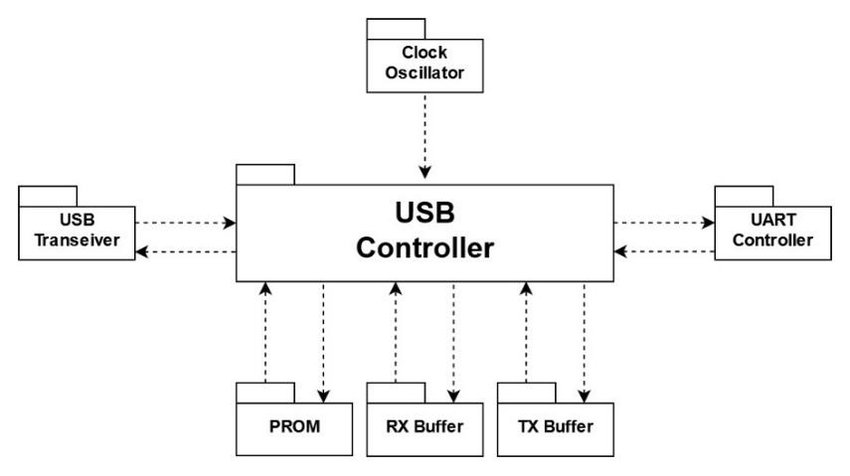 Clock
Oscillator
USB
Controller
USB
Transeiver
UART
Controller
PROM
RX Buffer
TX Buffer